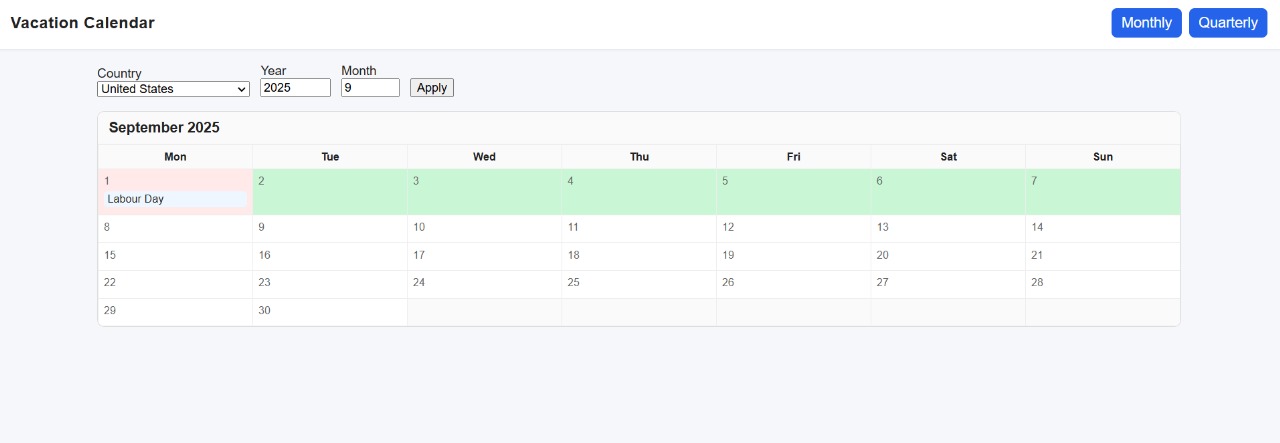 Vacation Calendar Monthly Quarterly
Country Year Month
United States 2025 9 Apply
September 2025
Mon Tue Wed Thu Fri Sat Sun
1 2 3 4 5 6 7
Labour Day
8 9 10 11 12 13 14
15 16 17 18 19 20 21
22 23 24 25 26 27 28
29 30